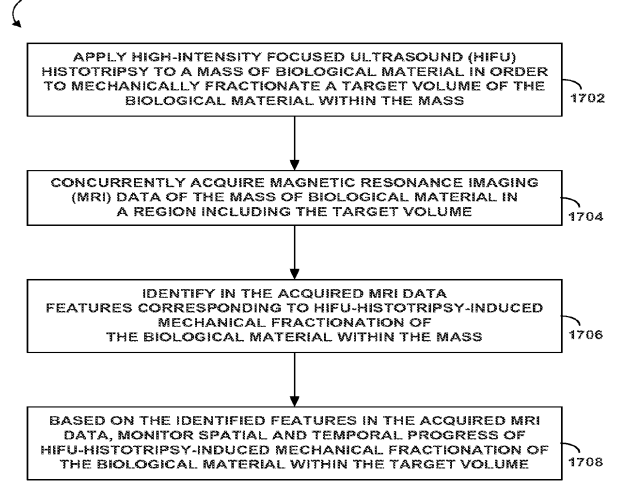 APPLY HIGH-INTENSITY FOCUSED ULTRASOUND (HIFU)
HISTOTRIPSY TO A MASS OF BIOLOGICAL MATERIAL IN ORDER
TO MECHANICALLY FRACTIONATE A TARGET VOLUME OF THE
BIOLOGICAL MATERIAL WITHIN THE MASS
1702
CONCURRENTLY ACQUIRE MAGNETIC RESONANCE IMAGING
(MRI) DATA OF THE MASS OF BIOLOGICAL MATERIAL IN
A REGION INCLUDING THE TARGET VOLUME
1704
IDENTIFY IN THE ACQUIRED MRI DATA
FEATURES CORRESPONDING TO HIFU-HISTOTRIPSY-INDUCED
MECHANICAL FRACTIONATION OF
THE BIOLOGICAL MATERIAL WITHIN THE MASS
1706
BASED ON THE IDENTIFIED FEATURES IN THE ACQUIRED MRI
DATA, MONITOR SPATIAL AND TEMPORAL PROGRESS OF
HIFU-HISTOTRIPSY-INDUCED MECHANICAL FRACTIONATION OF
THE BIOLOGICAL MATERIAL WITHIN THE TARGET VOLUME
1708